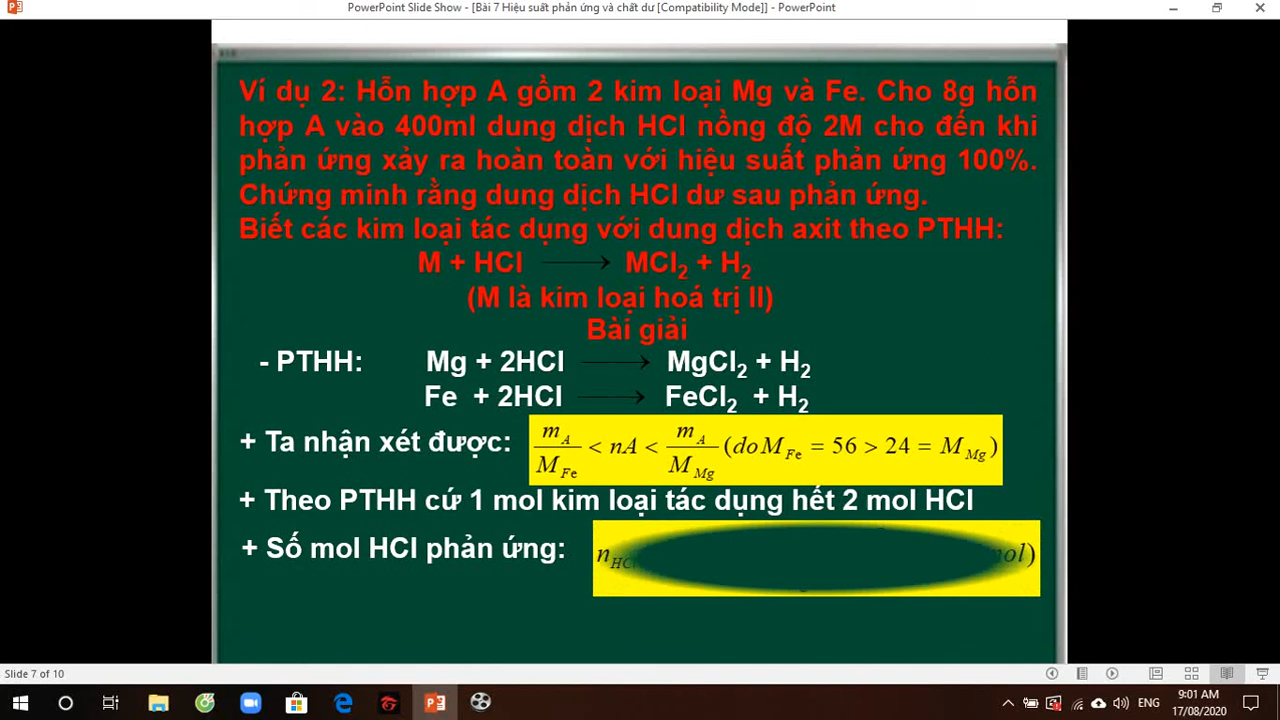 PowerPoint Slide Show - [Bài 7 Hiệu suất phản ứng và chất dư [Compatibility Mode]] - PowerPoint
Ví dụ 2: Hỗn hợp A gồm 2 kim loại Mg và Fe. Cho 8g hỗn
hợp A vào 400ml dung dịch HCl nồng độ 2M cho đến khi
phản ứng xảy ra hoàn toàn với hiệu suất phản ứng 100%.
Chứng minh rằng dung dịch HCl dư sau phản ứng.
Biết các kim loại tác dụng với dung dịch axit theo PTHH:
M + HCl ⟶ MCl₂ + H₂
(M là kim loại hoá trị II)
Bài giải
- PTHH: Mg + 2HCl ⟶ MgCl₂ + H₂
Fe + 2HCl ⟶ FeCl₂ + H₂
+ Ta nhận xét được: m_A/M_Fe < nA < m_A/M_Mg (do M_Fe = 56 > 24 = M_Mg)
+ Theo PTHH cứ 1 mol kim loại tác dụng hết 2 mol HCl
+ Số mol HCl phản ứng: n_HCl
Slide 7 of 10
ENG
9:01 AM
17/08/2020